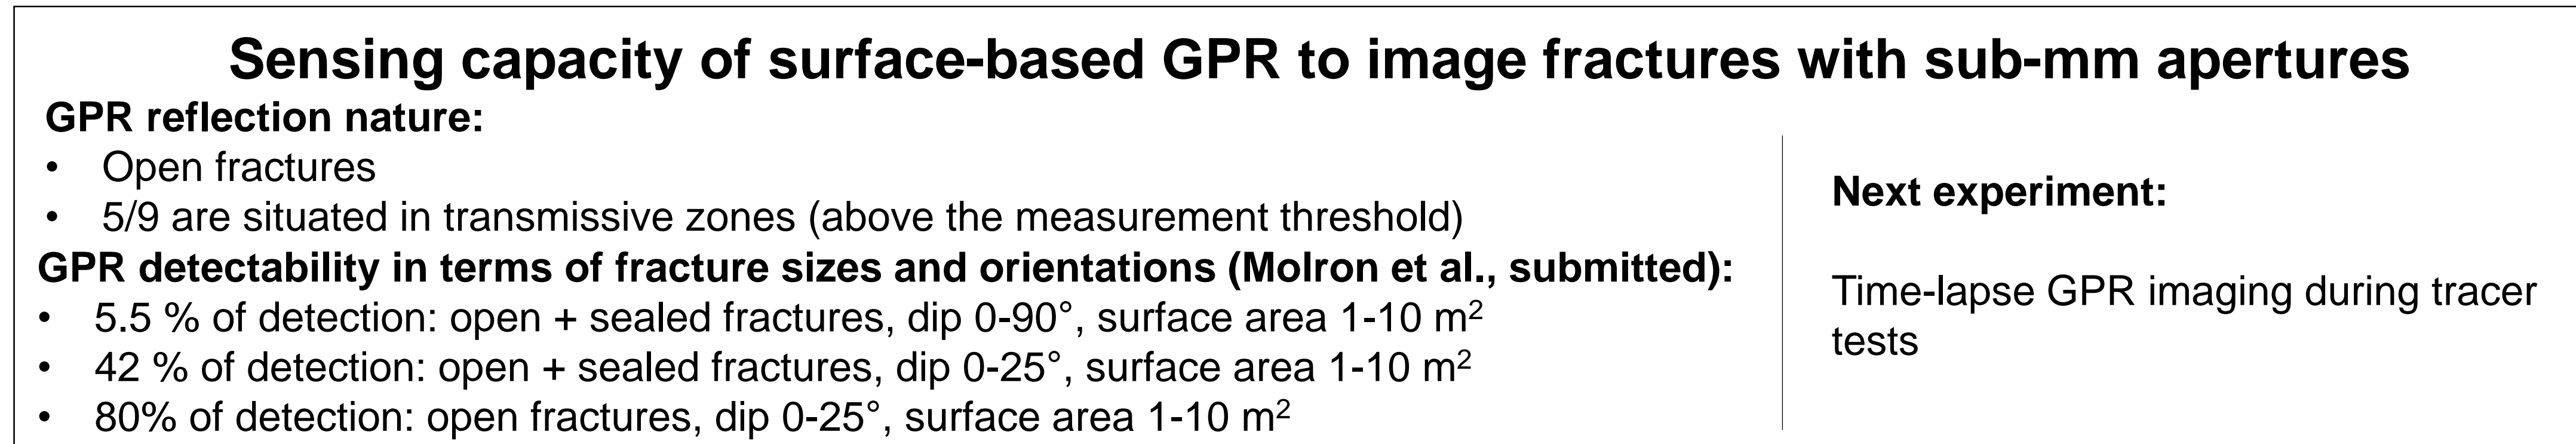 Sensing capacity of surface-based GPR to image fractures with sub-mm apertures
GPR reflection nature:
• Open fractures
• 5/9 are situated in transmissive zones (above the measurement threshold)
GPR detectability in terms of fracture sizes and orientations (Molron et al., submitted):
• 5.5 % of detection: open + sealed fractures, dip 0-90°, surface area 1-10 m²
• 42 % of detection: open + sealed fractures, dip 0-25°, surface area 1-10 m²
• 80% of detection: open fractures, dip 0-25°, surface area 1-10 m²
Next experiment:
Time-lapse GPR imaging during tracer
tests